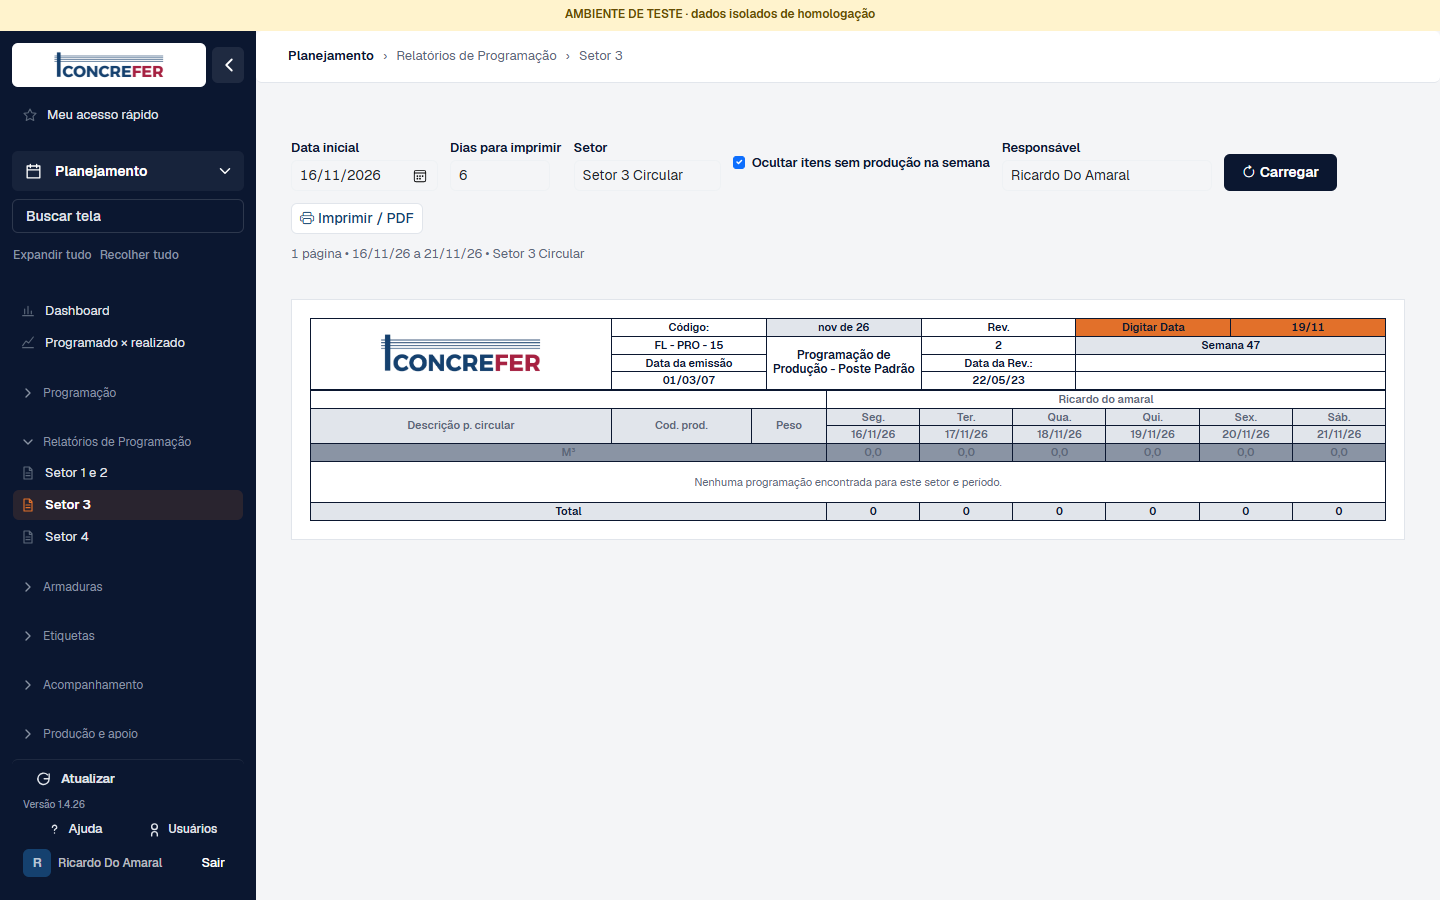 AMBIENTE DE TESTE · dados isolados de homologação
CONCREFER
Meu acesso rápido
Planejamento
Buscar tela
Expandir tudo Recolher tudo
Dashboard
Programado × realizado
Programação
Relatórios de Programação
Setor 1 e 2
Setor 3
Setor 4
Armaduras
Etiquetas
Acompanhamento
Produção e apoio
Atualizar
Versão 1.4.26
? Ajuda Usuários
R Ricardo Do Amaral Sair
Planejamento › Relatórios de Programação › Setor 3
Data inicial Dias para imprimir Setor Responsável
16/11/2026 6 Setor 3 Circular Ocultar itens sem produção na semana Ricardo Do Amaral Carregar
Imprimir / PDF
1 página • 16/11/26 a 21/11/26 • Setor 3 Circular
CONCREFER
Código: nov de 26 Rev. Digitar Data 19/11
FL - PRO - 15 Programação de Produção - Poste Padrão 2 Semana 47
Data da emissão Data da Rev.:
01/03/07 22/05/23
Ricardo do amaral
Descrição p. circular Cod. prod. Peso Seg. Ter. Qua. Qui. Sex. Sáb.
16/11/26 17/11/26 18/11/26 19/11/26 20/11/26 21/11/26
M³ 0,0 0,0 0,0 0,0 0,0 0,0
Nenhuma programação encontrada para este setor e período.
Total 0 0 0 0 0 0